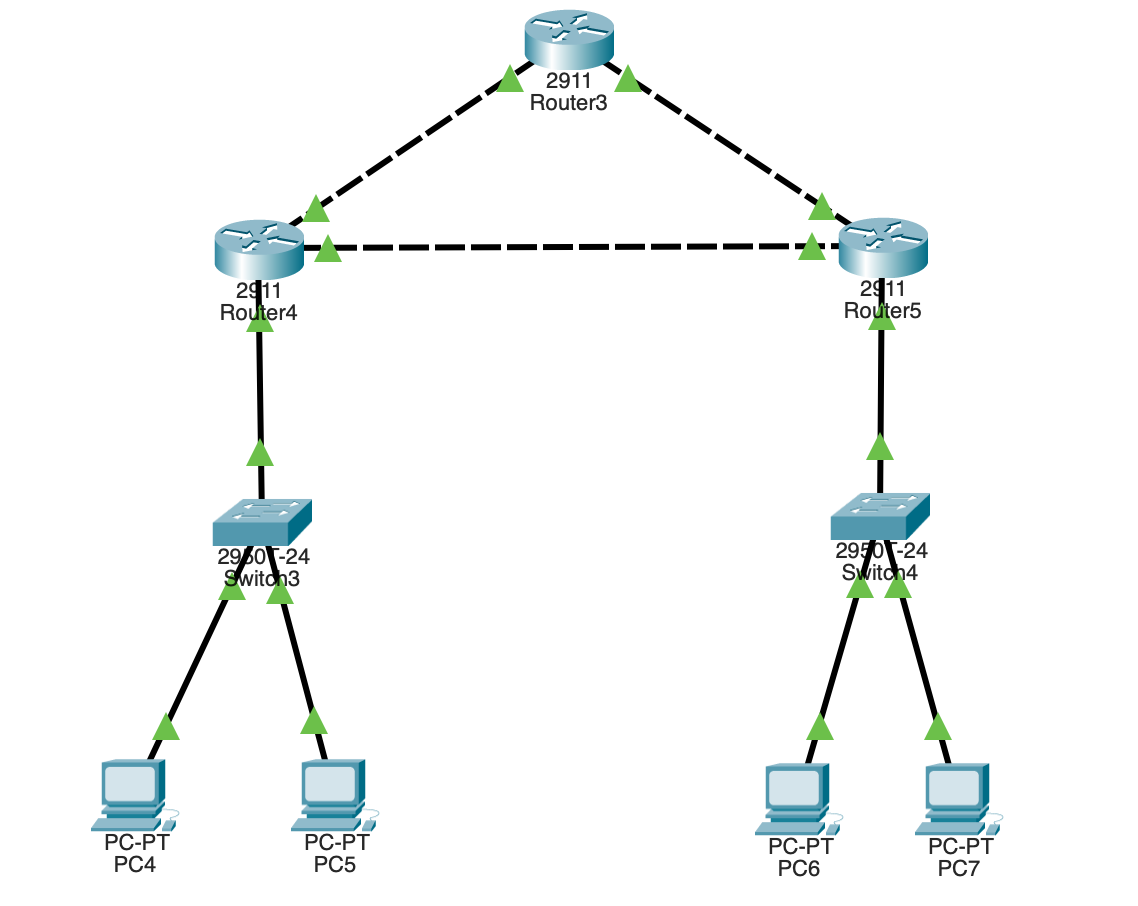 2911
Router3
2911
Router4
2911
Router5
2950T-24
Switch3
2950T-24
Switch4
PC-PT
PC4
PC-PT
PC5
PC-PT
PC6
PC-PT
PC7